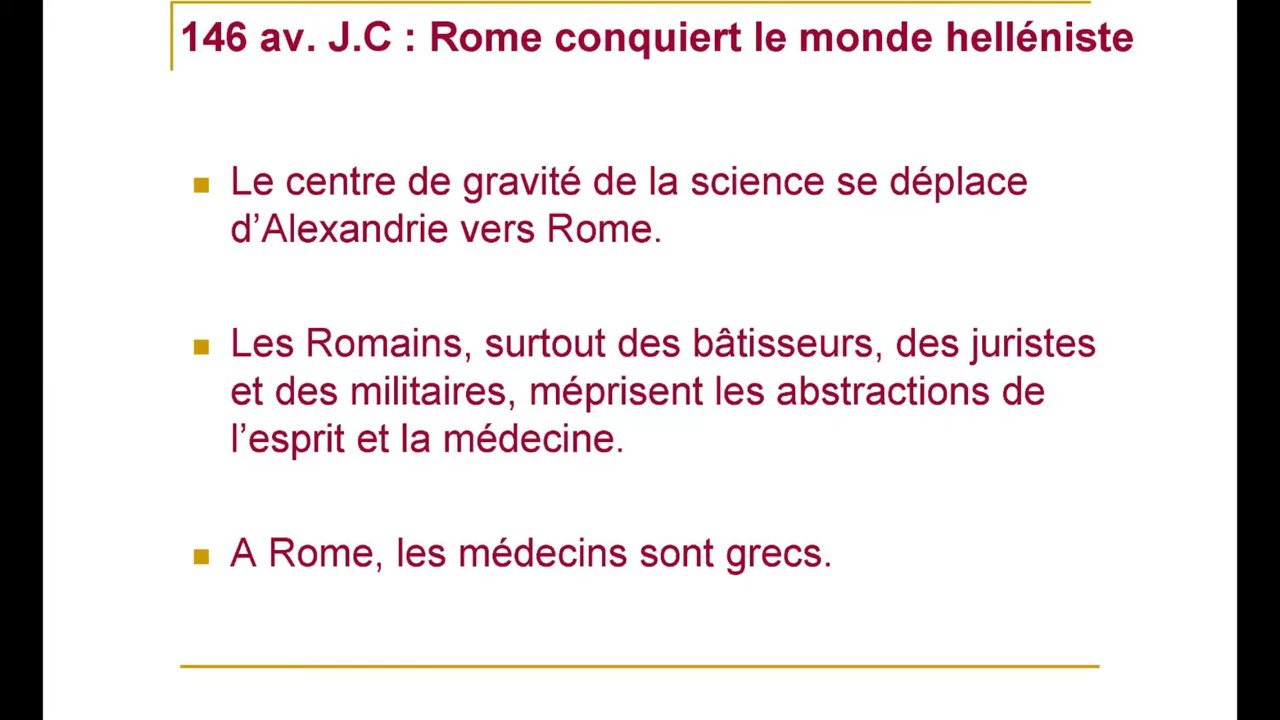 146 av. J.C : Rome conquiert le monde helléniste
Le centre de gravité de la science se déplace
d’Alexandrie vers Rome.
Les Romains, surtout des bâtisseurs, des juristes
et des militaires, méprisent les abstractions de
l’esprit et la médecine.
A Rome, les médecins sont grecs.